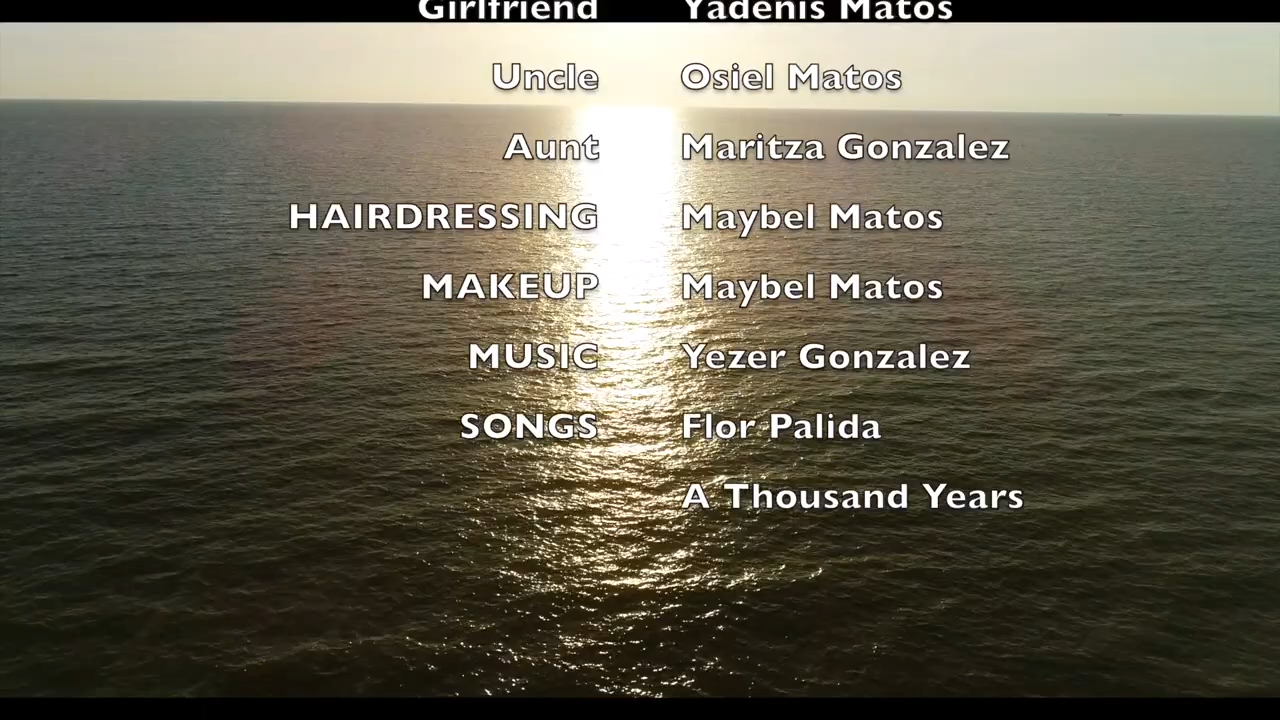 Girlfriend Yadenis Matos
Uncle Osiel Matos
Aunt Maritza Gonzalez
HAIRDRESSING Maybel Matos
MAKEUP Maybel Matos
MUSIC Yezer Gonzalez
SONGS Flor Palida
A Thousand Years